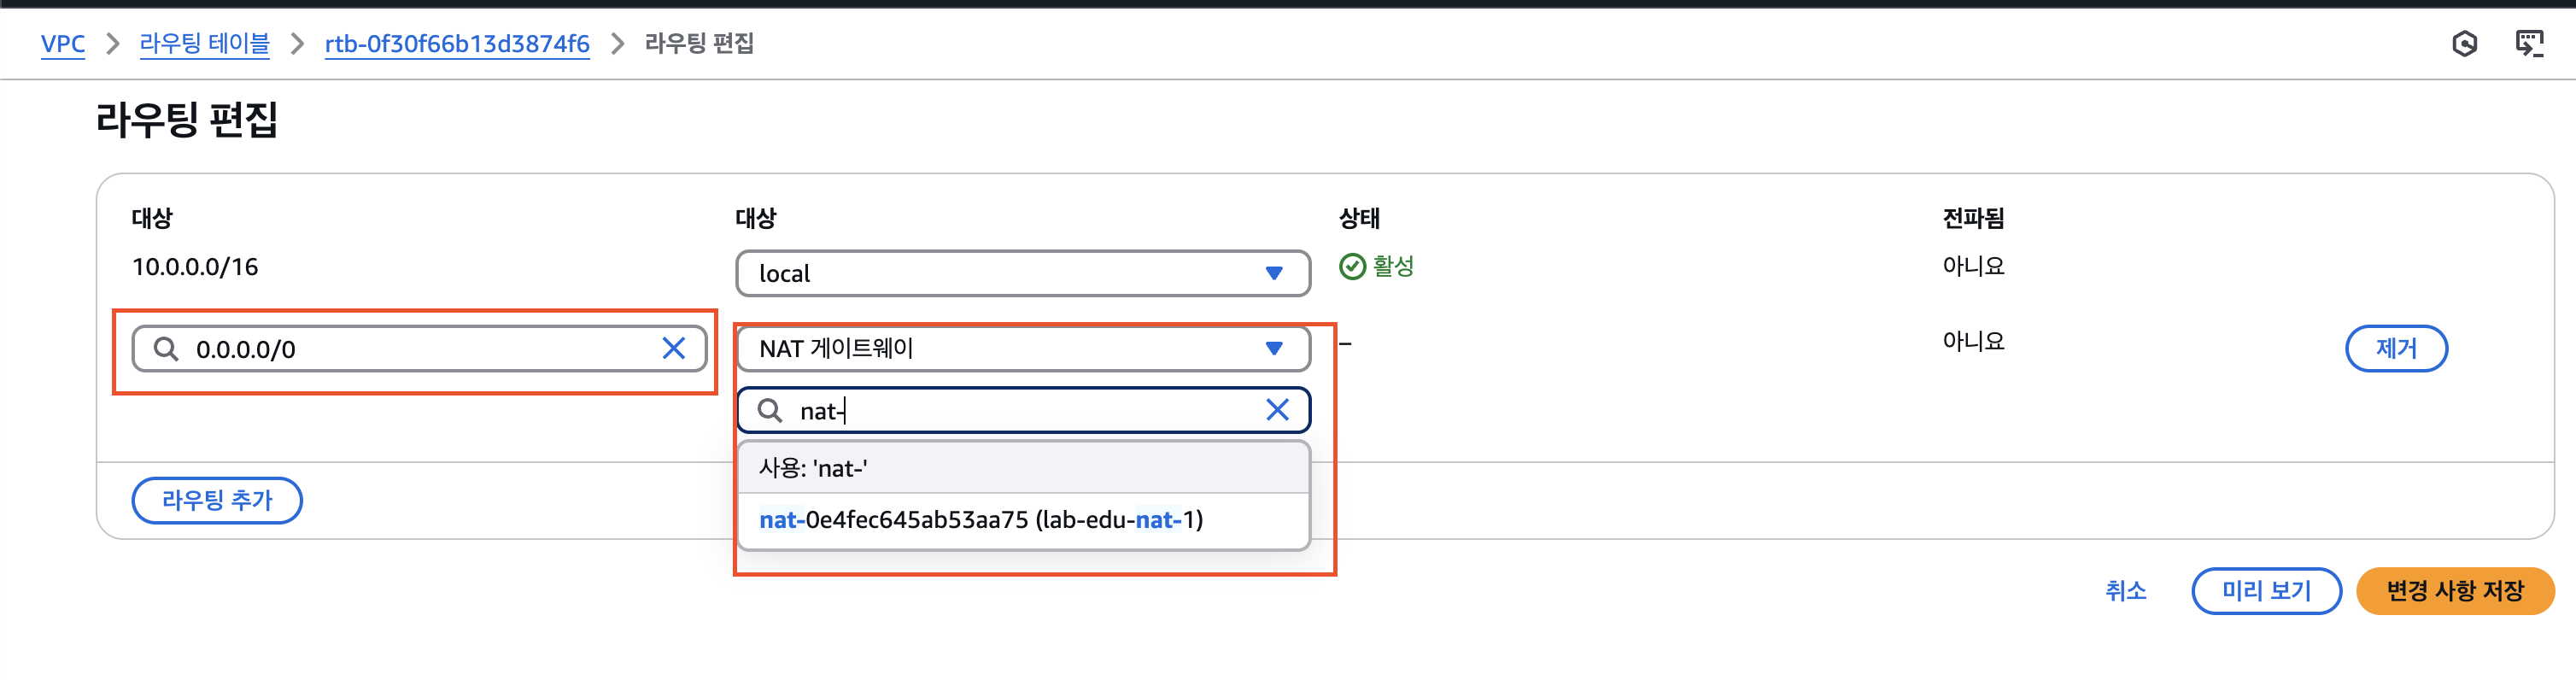 VPC > 라우팅 테이블 > rtb-0f30f66b13d3874f6 > 라우팅 편집
라우팅 편집
대상 대상 상태 전파됨
10.0.0.0/16 local 활성 아니요
0.0.0.0/0 NAT 게이트웨이 – 아니요 제거
nat-
사용: 'nat-'
nat-0e4fec645ab53aa75 (lab-edu-nat-1)
라우팅 추가
취소 미리 보기 변경 사항 저장